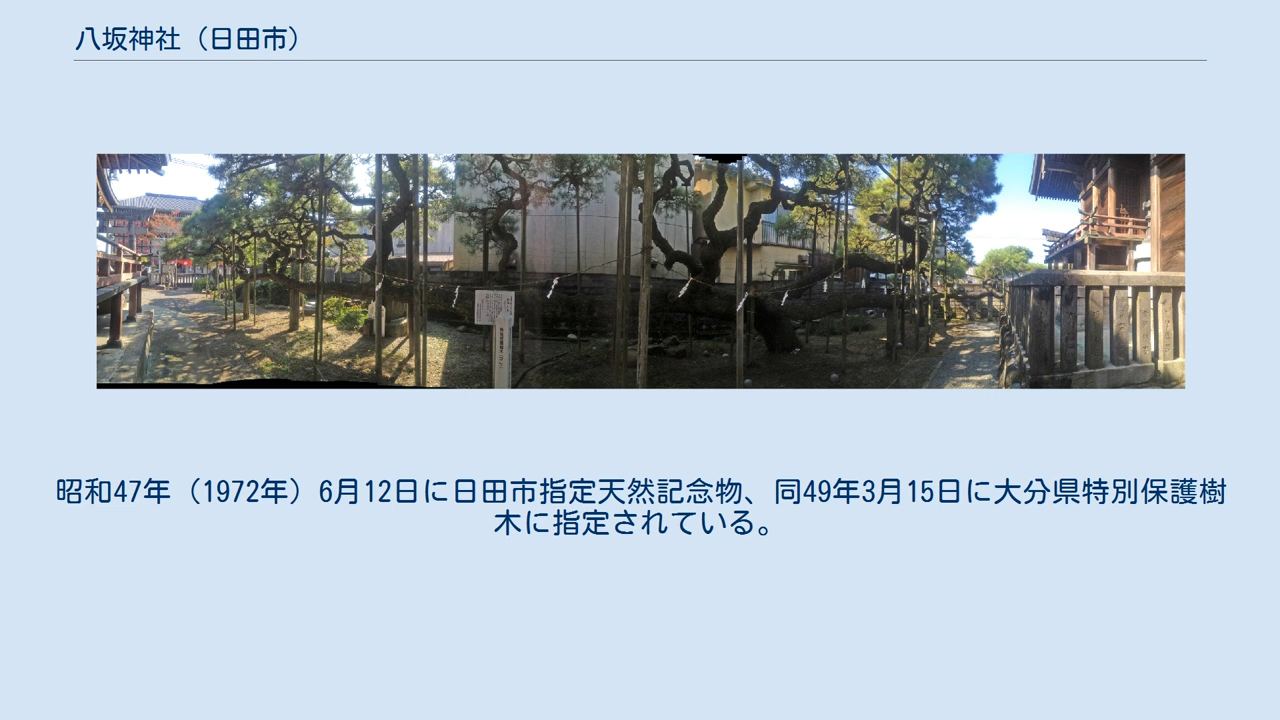 八坂神社（日田市）
昭和47年（1972年）6月12日に日田市指定天然記念物、同49年3月15日に大分県特別保護樹
木に指定されている。